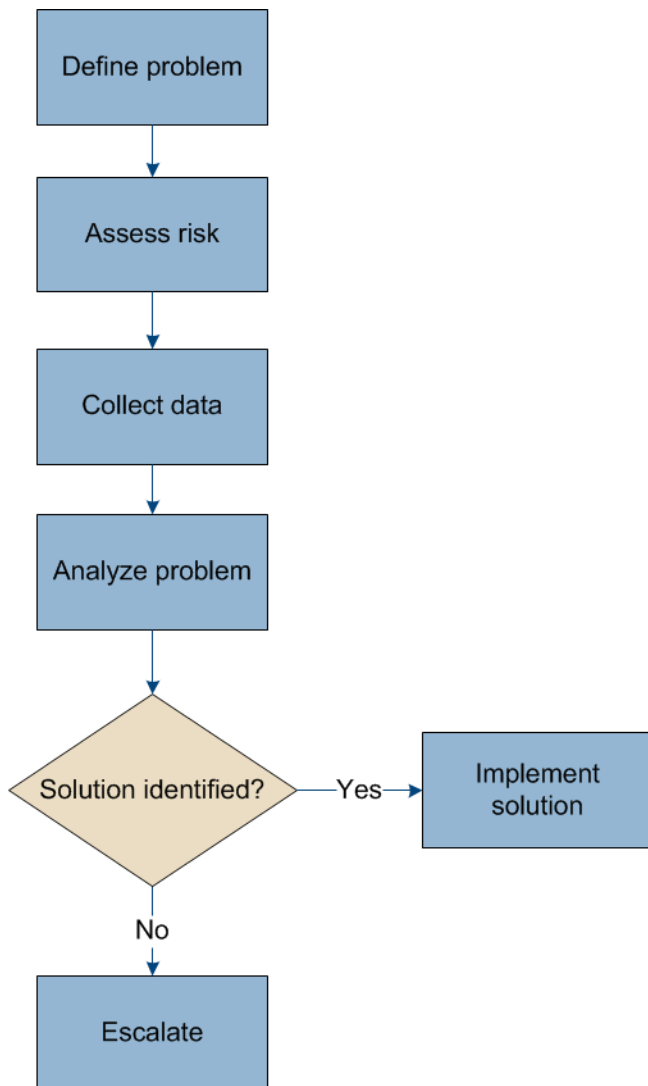 Define problem
Assess risk
Collect data
Analyze problem
Solution identified?
Yes
Implement
solution
No
Escalate